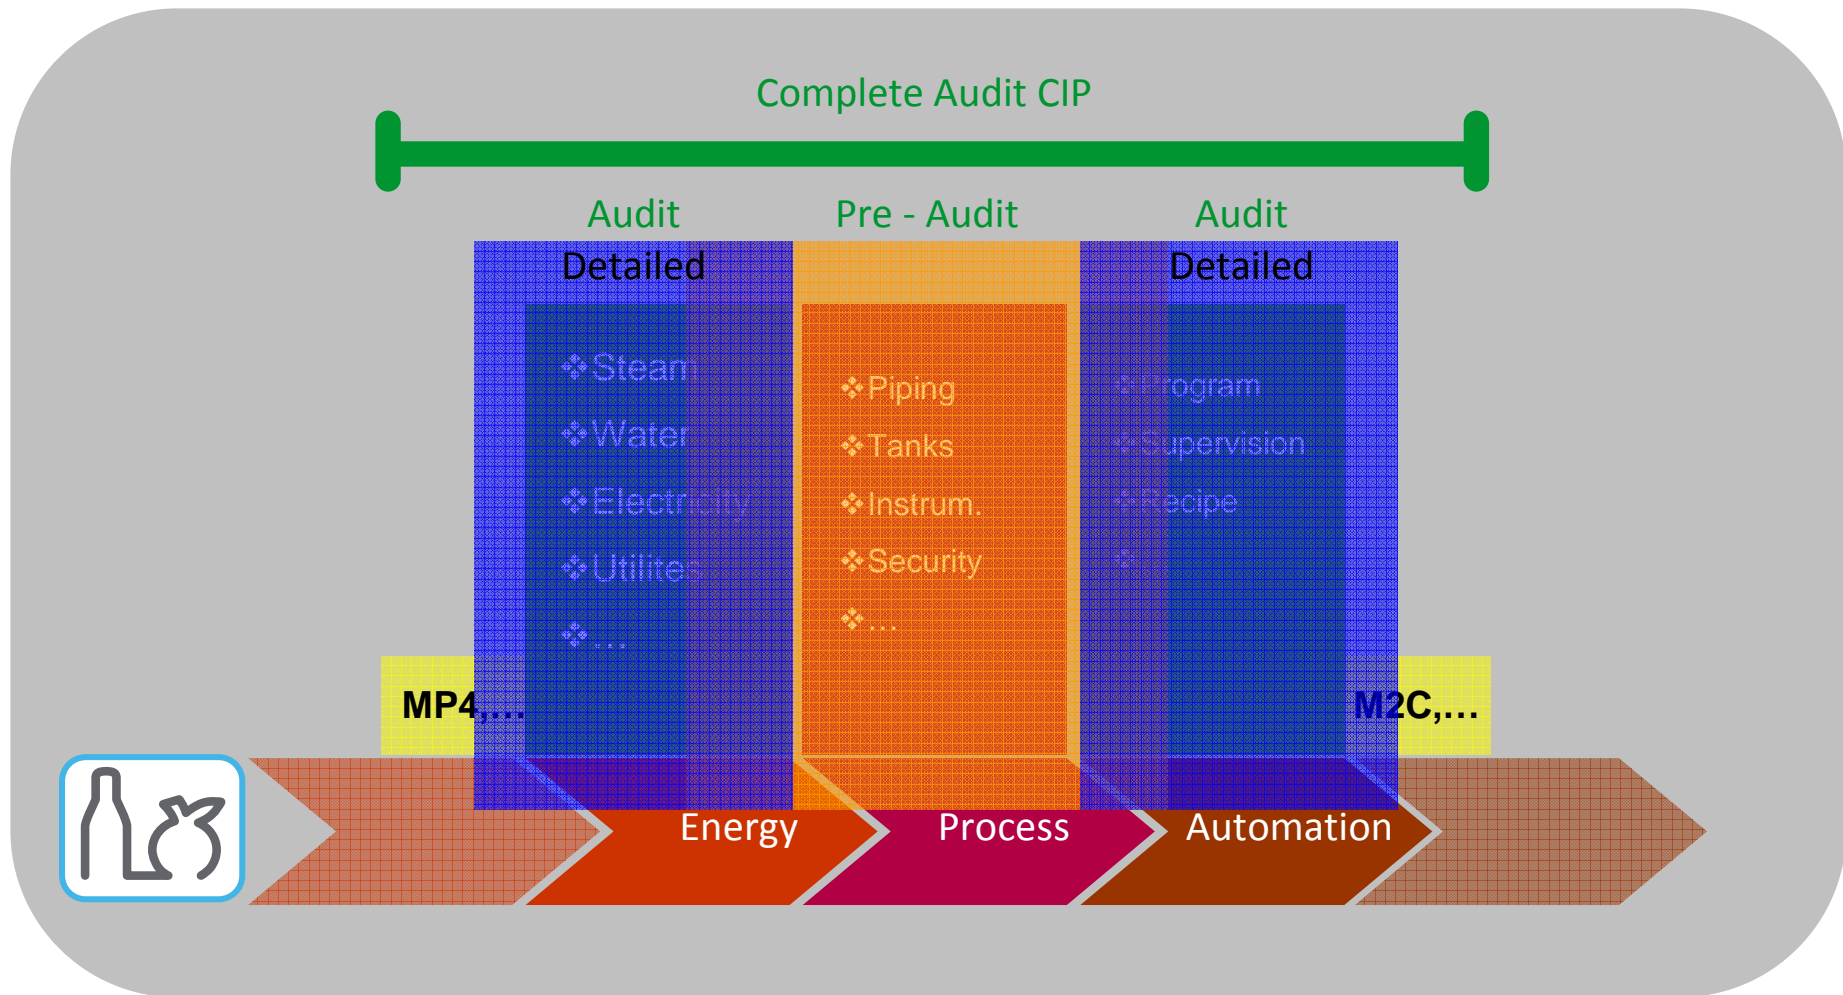 Complete Audit CIP
Audit
Pre - Audit
Audit
Detailed
Detailed
❖Steam
❖Water
❖Electricity
❖Utilites
❖...
❖Piping
❖Tanks
❖Instrum.
❖Security
❖...
❖Program
❖Supervision
❖Recipe
❖
MP4,...
M2C,...
Energy
Process
Automation